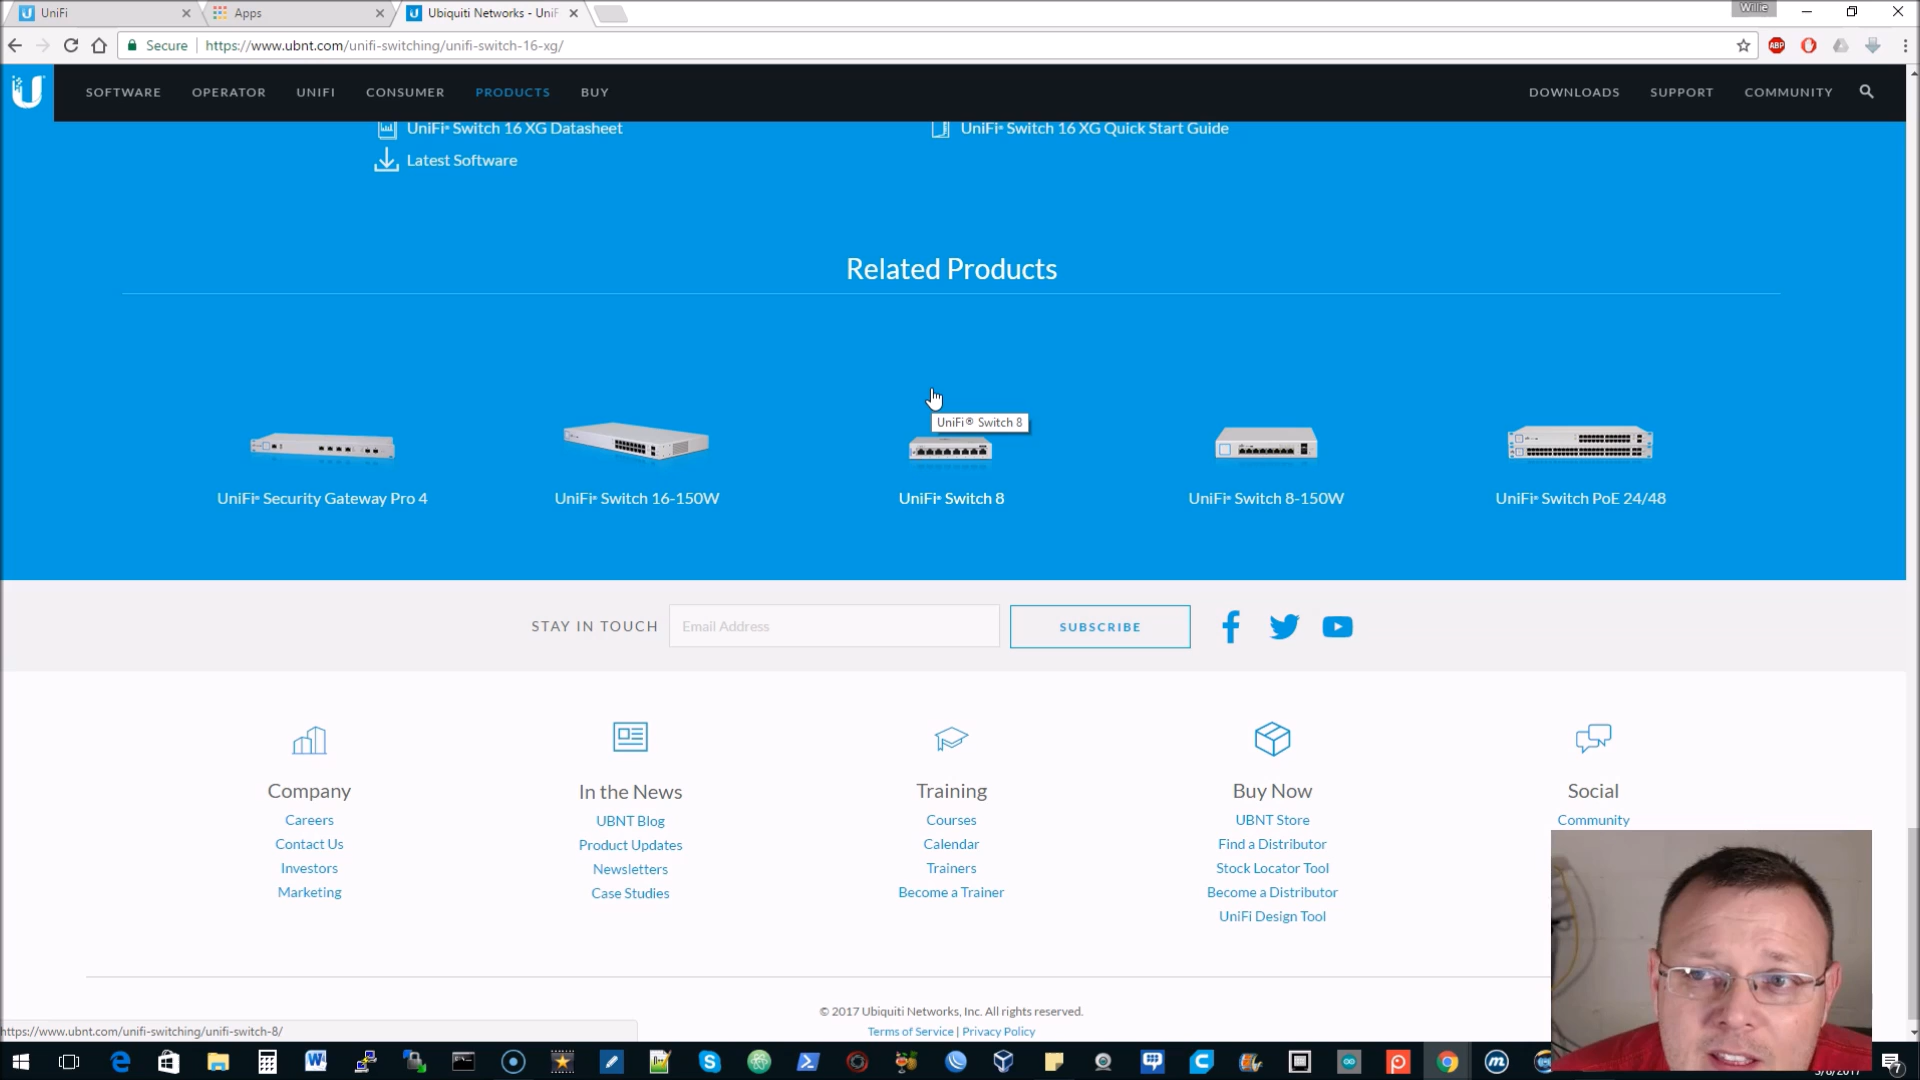 UniFi
Apps
Ubiquiti Networks - UniF
Willie
Secure
https://www.ubnt.com/unifi-switching/unifi-switch-16-xg/
ABP
SOFTWARE
OPERATOR
UNIFI
CONSUMER
PRODUCTS
BUY
DOWNLOADS
SUPPORT
COMMUNITY
UniFi® Switch 16 XG Datasheet
UniFi® Switch 16 XG Quick Start Guide
Latest Software
Related Products
UniFi® Switch 8
UniFi® Security Gateway Pro 4
UniFi® Switch 16-150W
UniFi® Switch 8
UniFi® Switch 8-150W
UniFi® Switch PoE 24/48
STAY IN TOUCH
Email Address
SUBSCRIBE
Company
Careers
Contact Us
Investors
Marketing
In the News
UBNT Blog
Product Updates
Newsletters
Case Studies
Training
Courses
Calendar
Trainers
Become a Trainer
Buy Now
UBNT Store
Find a Distributor
Stock Locator Tool
Become a Distributor
UniFi Design Tool
Social
Community
© 2017 Ubiquiti Networks, Inc. All rights reserved.
Terms of Service | Privacy Policy
https://www.ubnt.com/unifi-switching/unifi-switch-8/